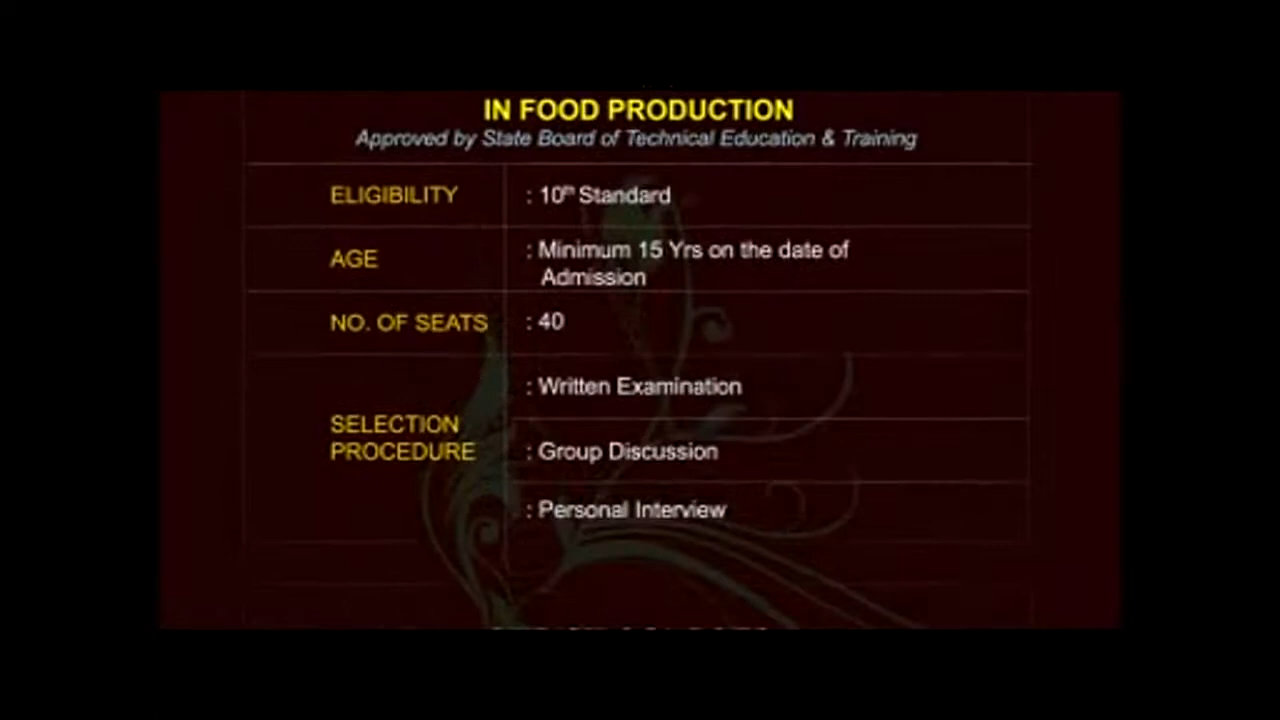 IN FOOD PRODUCTION
Approved by State Board of Technical Education & Training
ELIGIBILITY : 10th Standard
AGE : Minimum 15 Yrs on the date of
Admission
NO. OF SEATS : 40
: Written Examination
SELECTION
PROCEDURE : Group Discussion
: Personal Interview